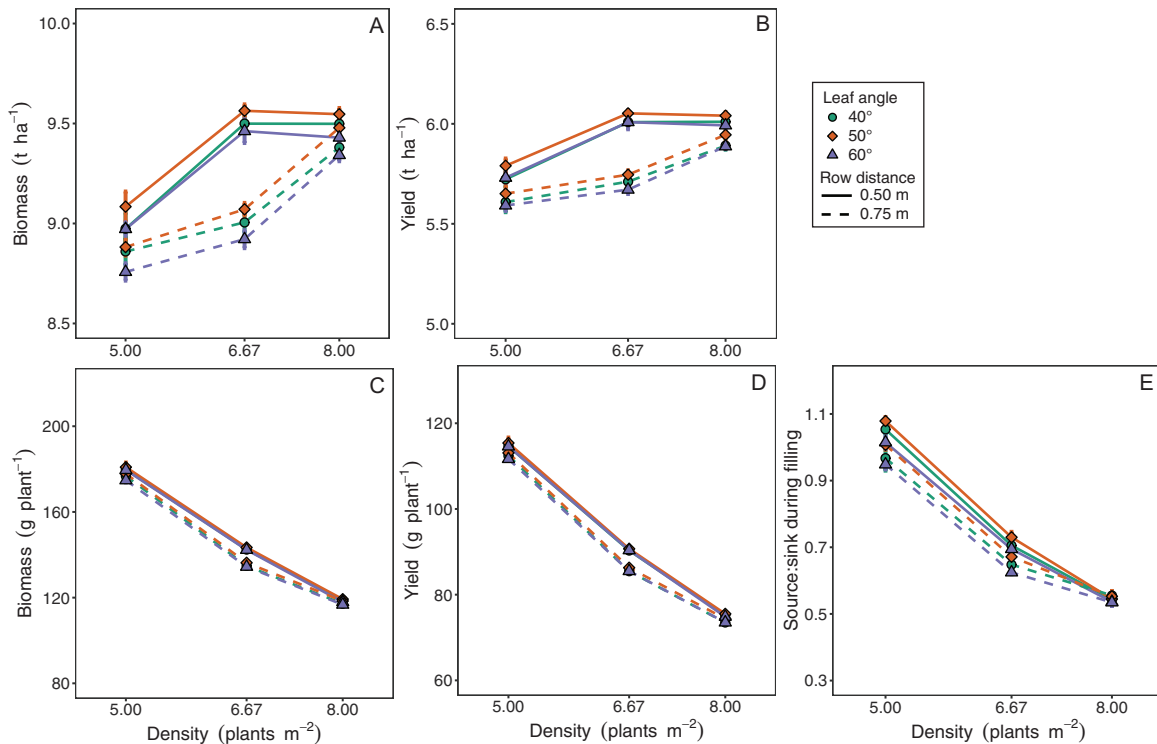 A
Biomass (t ha⁻¹)
10.0
9.5
9.0
8.5
5.00 6.67 8.00
B
Yield (t ha⁻¹)
6.5
6.0
5.5
5.0
5.00 6.67 8.00
Leaf angle
40°
50°
60°
Row distance
0.50 m
0.75 m
C
Biomass (g plant⁻¹)
200
160
120
80
5.00 6.67 8.00
Density (plants m⁻²)
D
Yield (g plant⁻¹)
120
100
80
60
5.00 6.67 8.00
Density (plants m⁻²)
E
Source:sink during filling
1.1
0.9
0.7
0.5
0.3
5.00 6.67 8.00
Density (plants m⁻²)